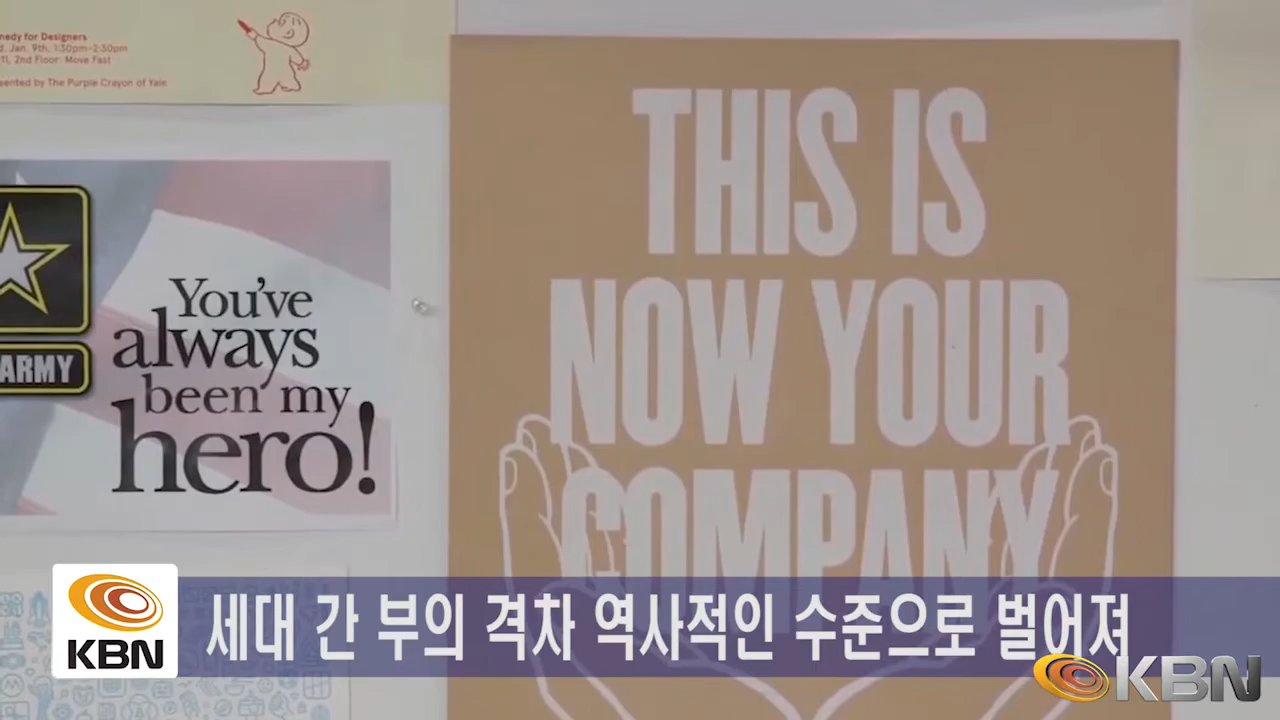 medy for Designers
d. Jan. 9th, 1:30pm-2:30pm
11, 2nd Floor: Move Fast
sented by The Purple Crayon of Yale
ARMY
You've
always
been my
hero!
THIS IS
NOW YOUR
COMPANY
KBN
세대 간 부의 격차 역사적인 수준으로 벌어져
KBN